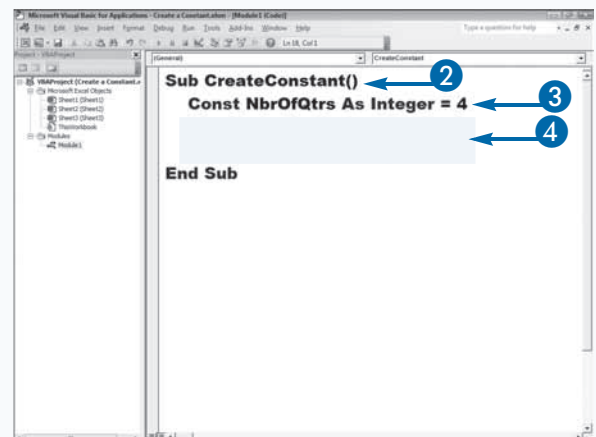 Microsoft Visual Basic for Applications - Create a Constant.xlsm - [Module1 (Code)]
File Edit View Insert Format Debug Run Tools Add-Ins Window Help
Type a question for help
Ln 18, Col 1
Project - VBAProject
(General)
CreateConstant
VBAProject (Create a Constant.x
Microsoft Excel Objects
Sheet1 (Sheet1)
Sheet2 (Sheet2)
Sheet3 (Sheet3)
ThisWorkbook
Modules
Module1
Sub CreateConstant()
2
Const NbrOfQtrs As Integer = 4
3
4
End Sub